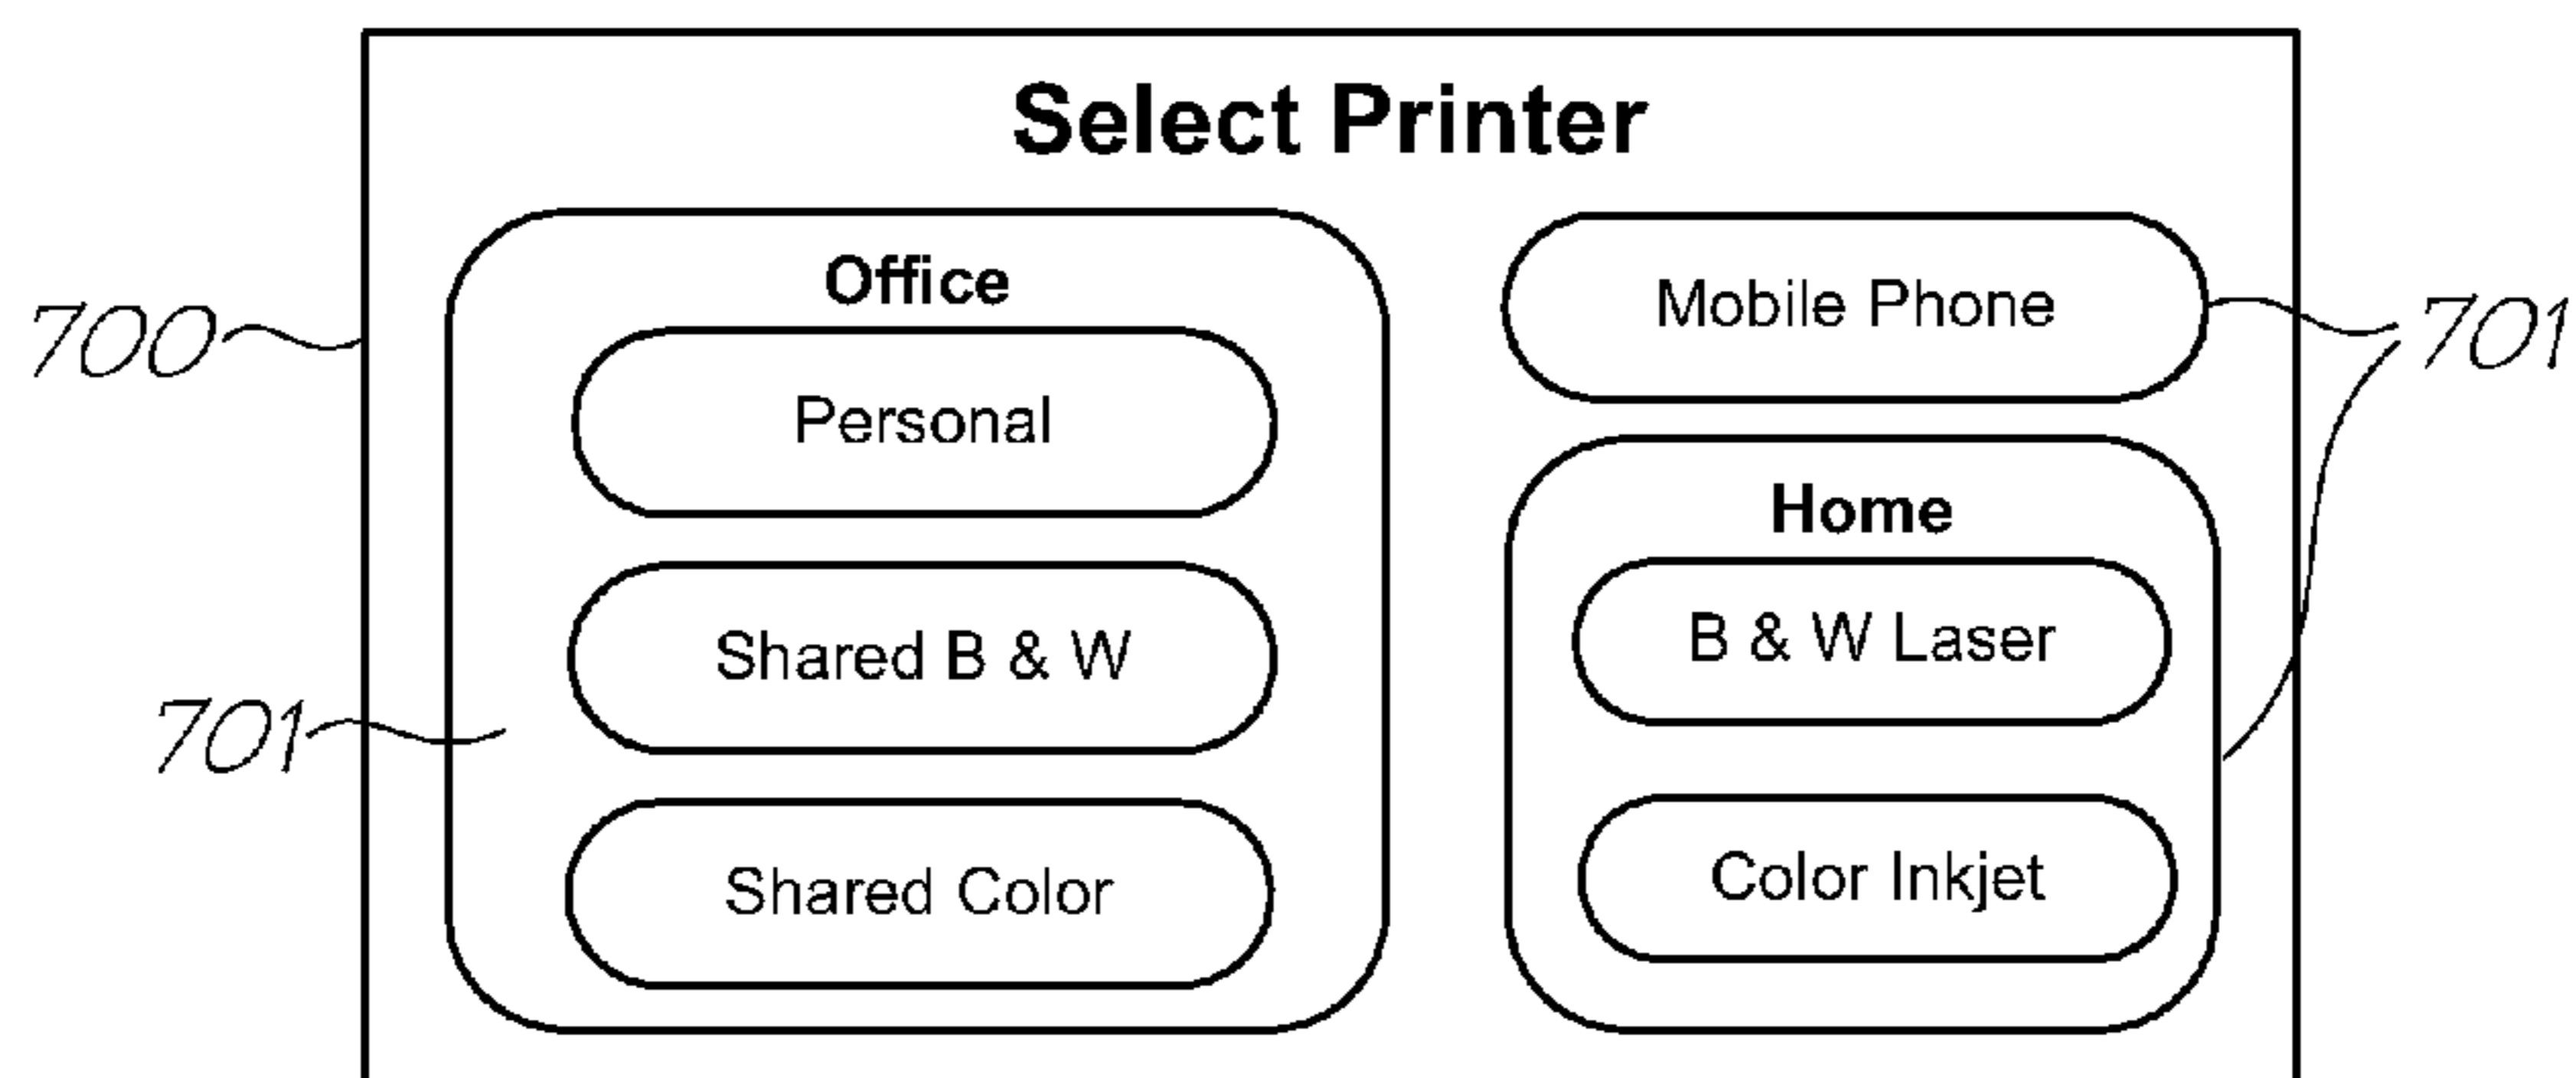 Select Printer
Office
Personal
Shared B & W
Shared Color
Mobile Phone
Home
B & W Laser
Color Inkjet
700
701
701